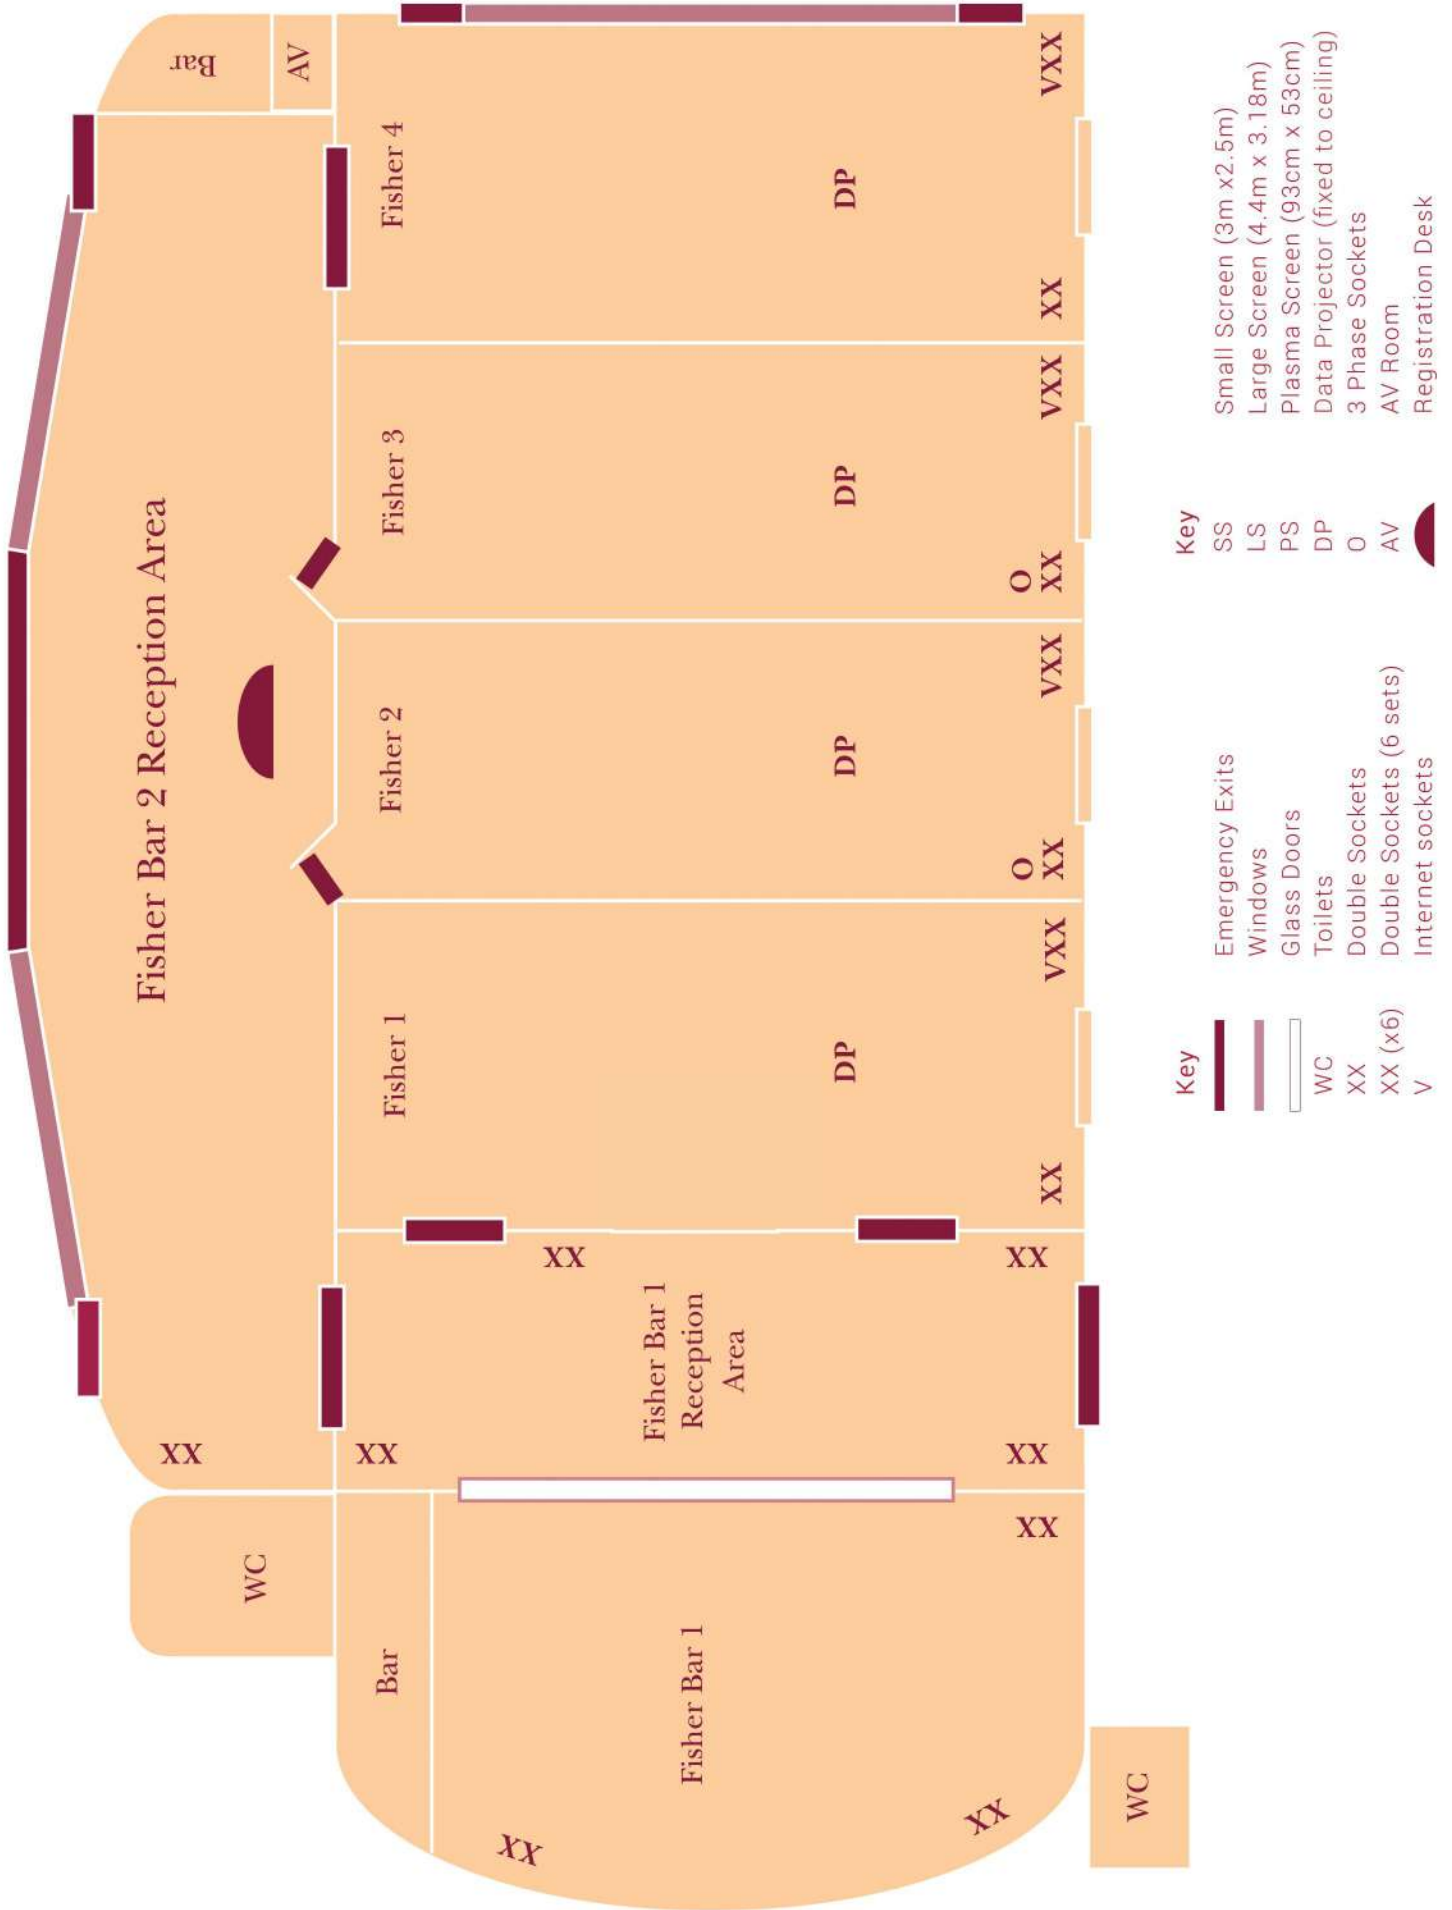 Fisher Bar 2 Reception Area
XX
Bar
WC
AV
Bar
XX
Fisher 1
Fisher 2
Fisher 3
Fisher 4
XX
XX
Fisher Bar 1
Fisher Bar 1
Reception
Area
DP
DP
DP
DP
XX
XX
XX
XX
O
O
XX
VXX
XX
VXX
XX
VXX
XX
VXX
WC
Key
Emergency Exits
Windows
Glass Doors
WC Toilets
XX Double Sockets
XX (x6) Double Sockets (6 sets)
V Internet sockets
Key
SS Small Screen (3m x2.5m)
LS Large Screen (4.4m x 3.18m)
PS Plasma Screen (93cm x 53cm)
DP Data Projector (fixed to ceiling)
O 3 Phase Sockets
AV AV Room
Registration Desk